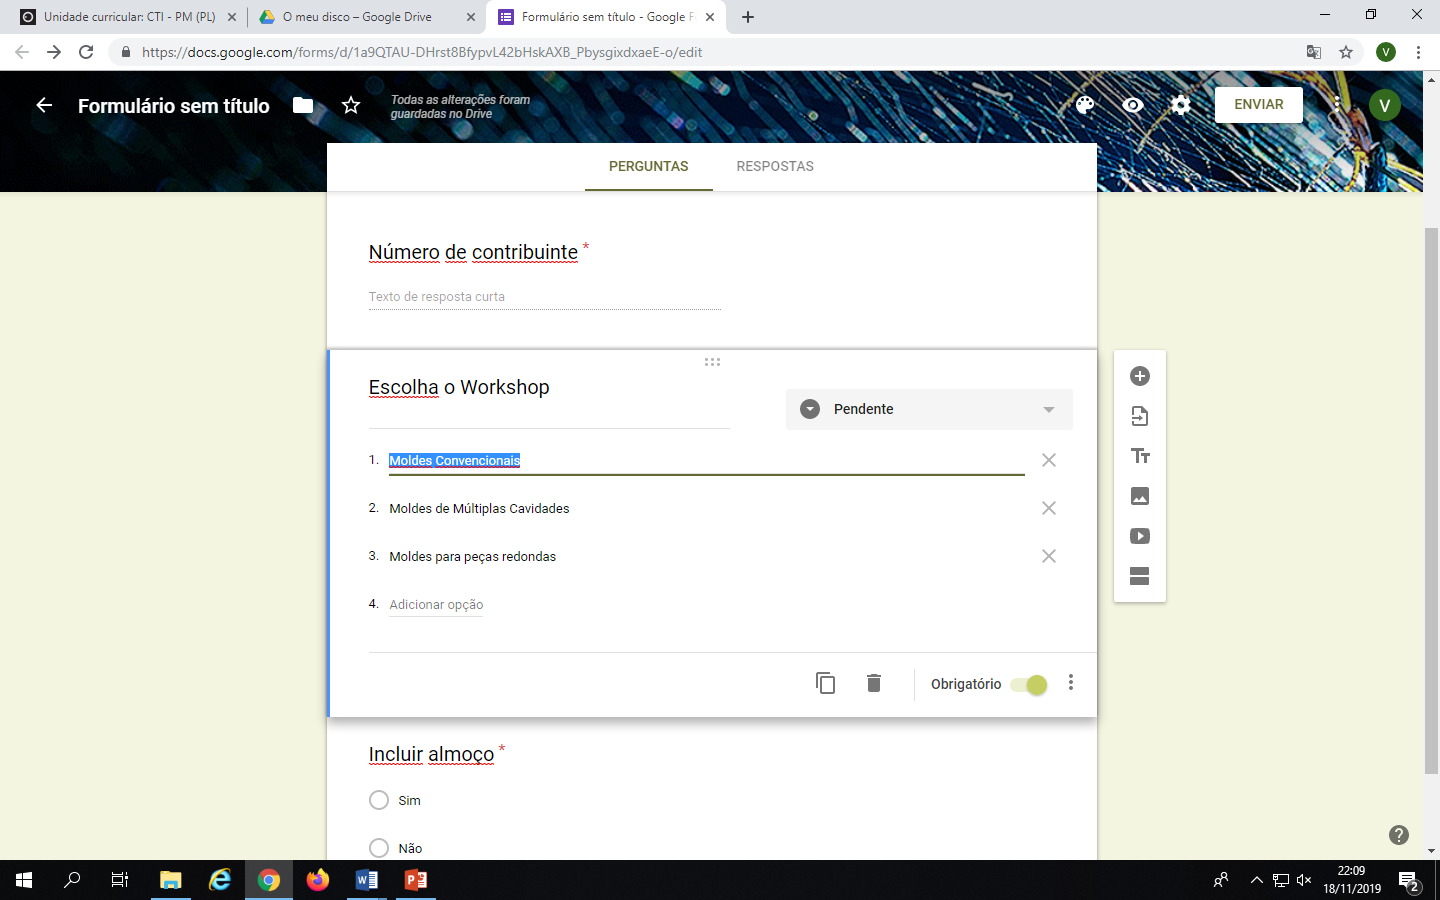 Unidade curricular: CTI - PM (PL)
O meu disco – Google Drive
Formulário sem título - Google F
https://docs.google.com/forms/d/1a9QTAU-DHrst8BfypvL42bHskAXB_PbysgixdxaeE-o/edit
V
Formulário sem título
Todas as alterações foram
guardadas no Drive
ENVIAR
V
PERGUNTAS
RESPOSTAS
Número de contribuinte *
Texto de resposta curta
Escolha o Workshop
Pendente
1. Moldes Convencionais
2. Moldes de Múltiplas Cavidades
3. Moldes para peças redondas
4. Adicionar opção
Obrigatório
Incluir almoço *
Sim
Não
22:09
18/11/2019
2